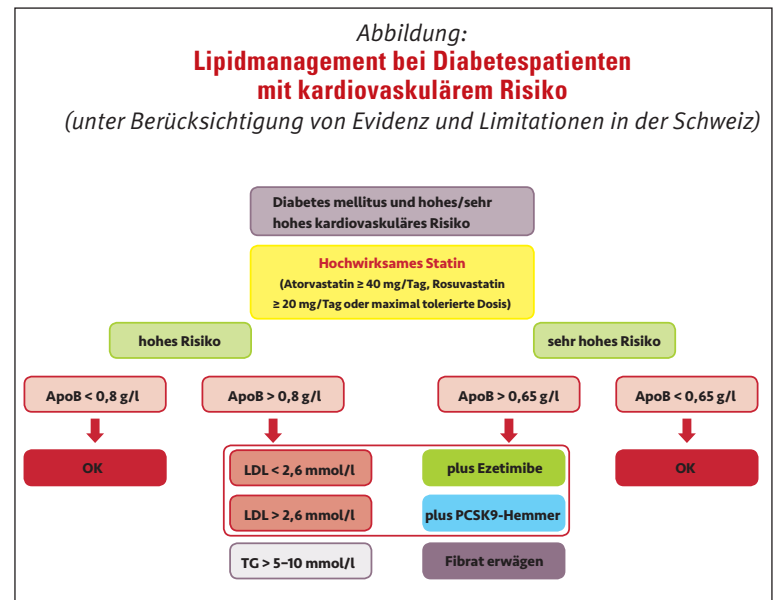 Abbildung:
Lipidmanagement bei Diabetespatienten
mit kardiovaskulärem Risiko
(unter Berücksichtigung von Evidenz und Limitationen in der Schweiz)
Diabetes mellitus und hohes/sehr
hohes kardiovaskuläres Risiko
Hochwirksames Statin
(Atorvastatin ≥ 40 mg/Tag, Rosuvastatin
≥ 20 mg/Tag oder maximal tolerierte Dosis)
hohes Risiko
sehr hohes Risiko
ApoB < 0,8 g/l
ApoB > 0,8 g/l
ApoB > 0,65 g/l
ApoB < 0,65 g/l
OK
LDL < 2,6 mmol/l
plus Ezetimibe
OK
LDL > 2,6 mmol/l
plus PCSK9-Hemmer
TG > 5–10 mmol/l
Fibrat erwägen